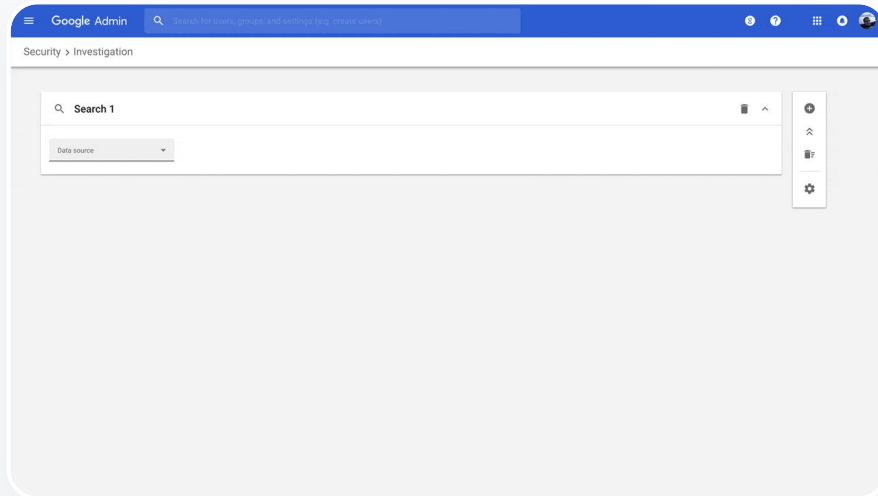 Google Admin
Search for users, groups, and settings (e.g. create users)
Security > Investigation
Search 1
Data source